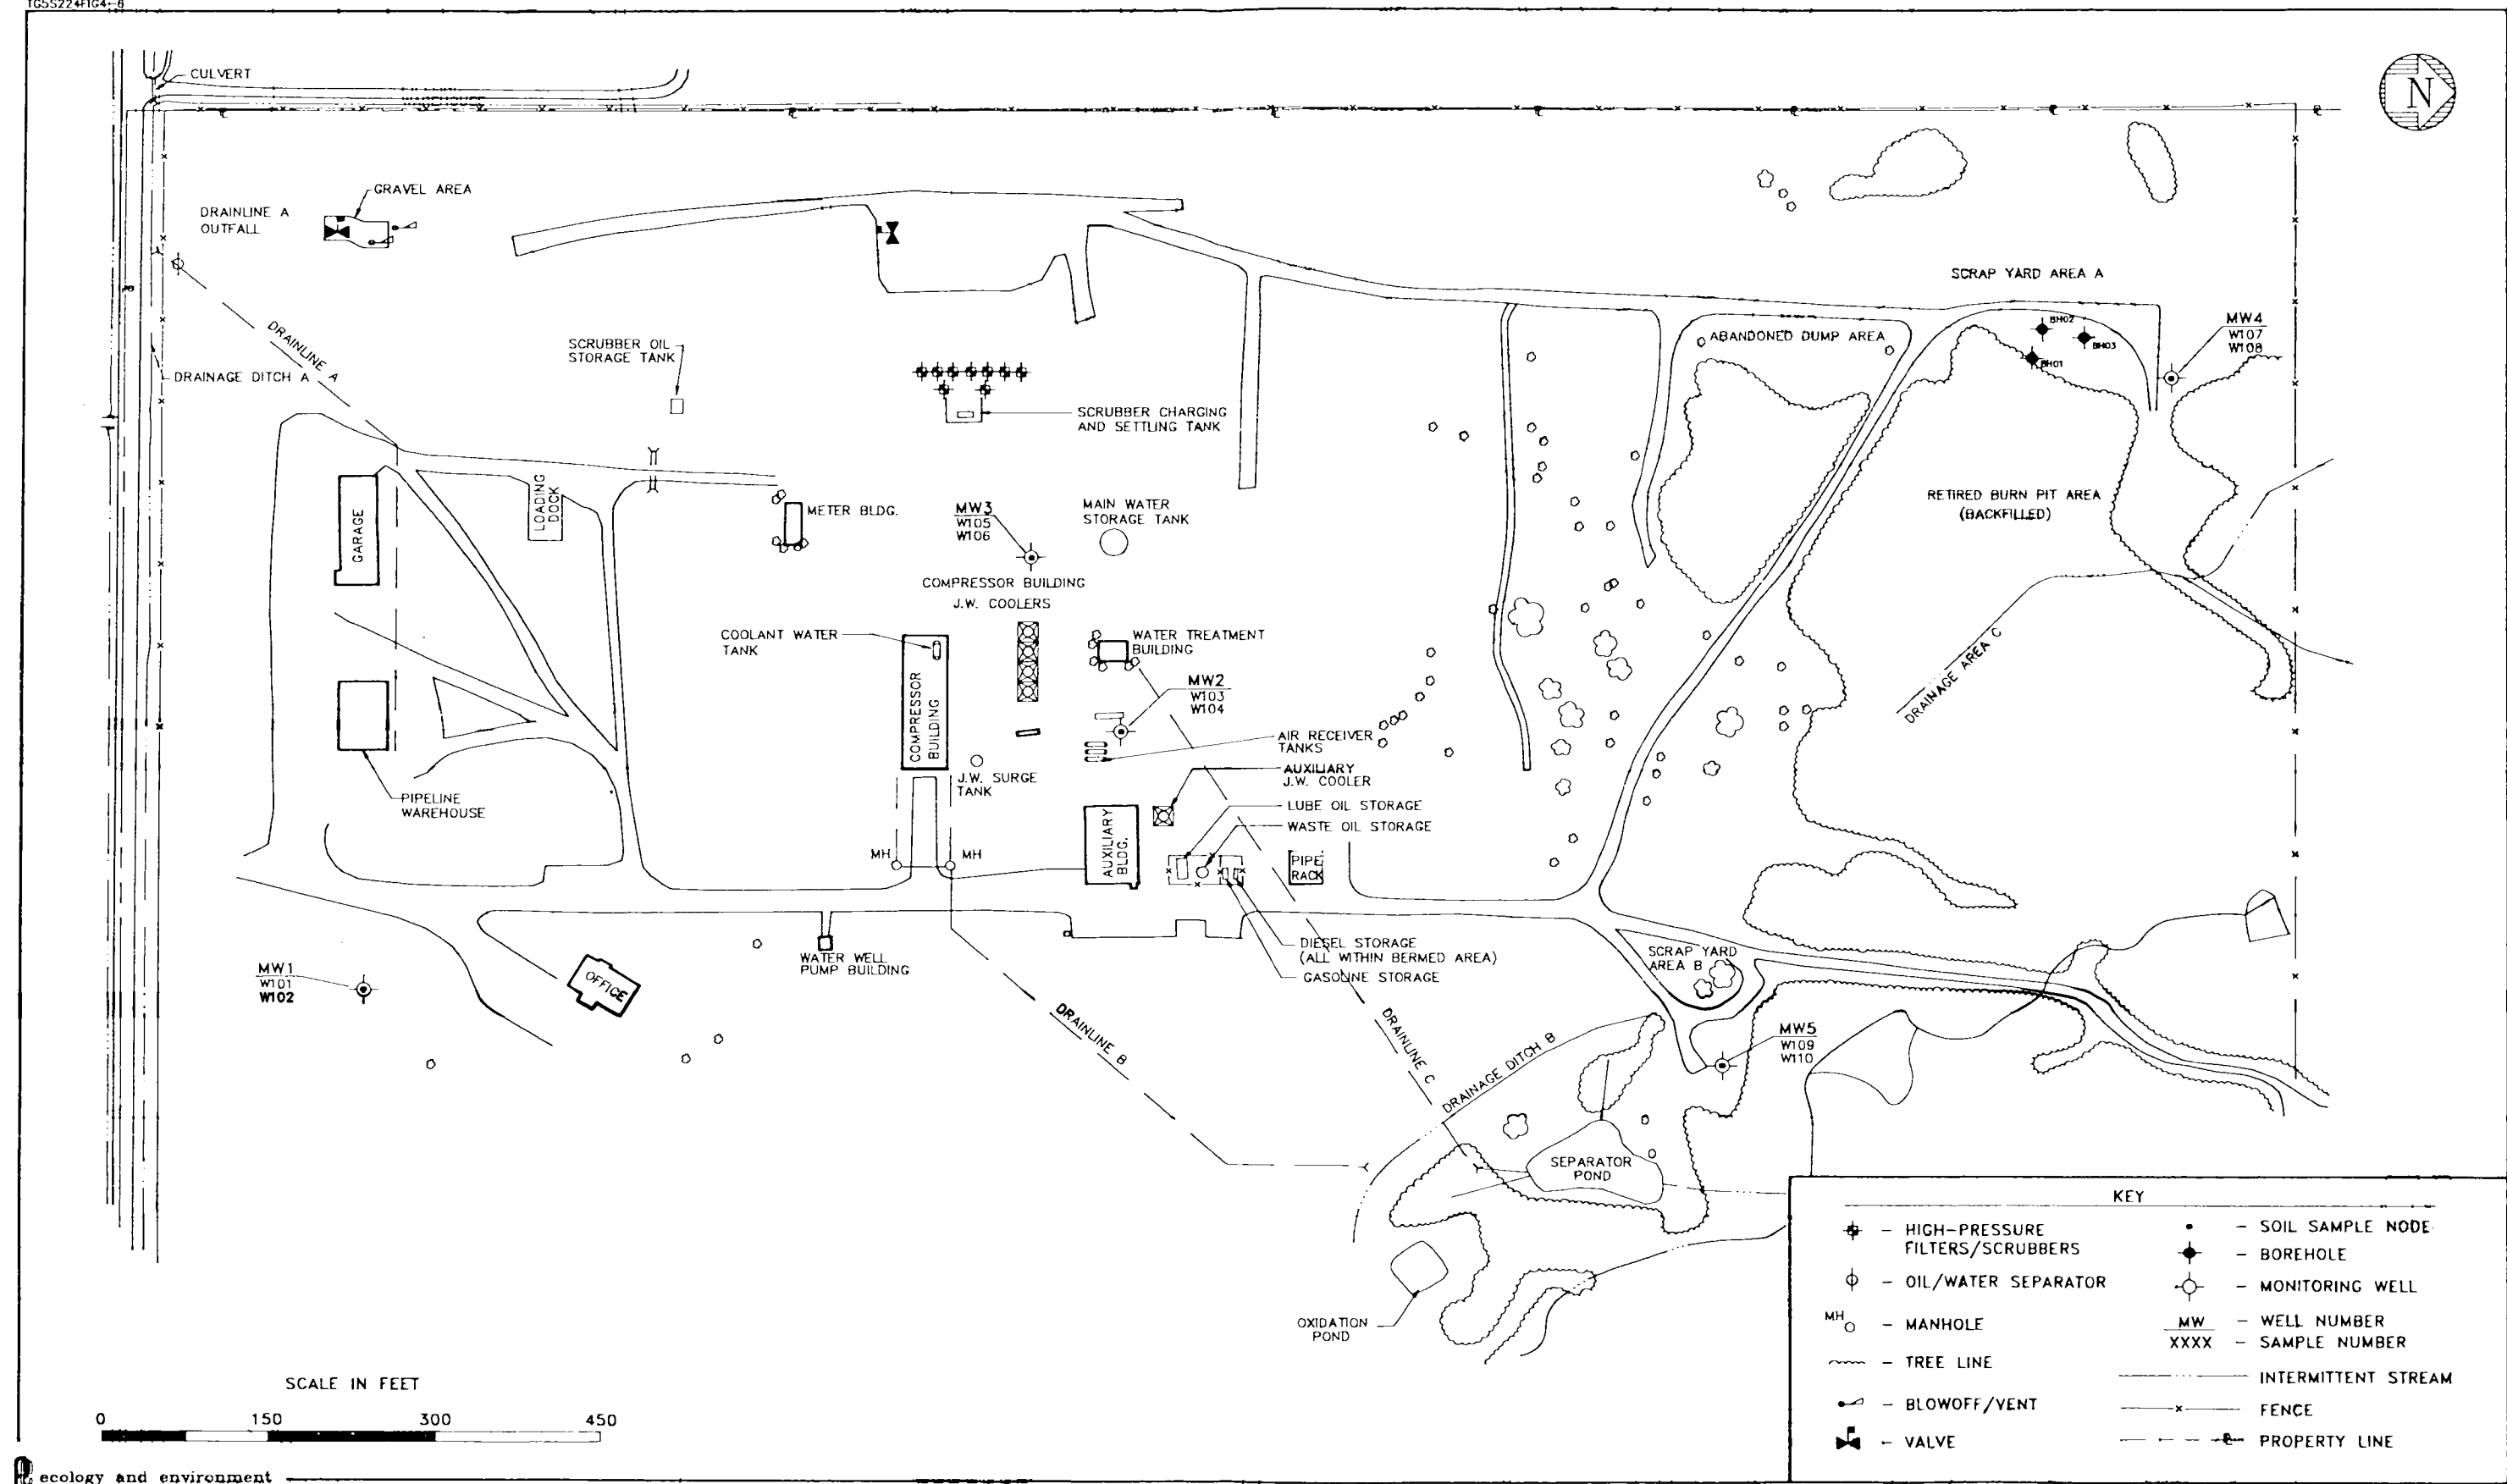 TG5S224FIG4-6
CULVERT
N
GRAVEL AREA
DRAINLINE A
OUTFALL
SCRAP YARD AREA A
DRAINLINE A
SCRUBBER OIL
STORAGE TANK
DRAINAGE DITCH A
ABANDONED DUMP AREA
BH02
BH03
BH01
MW4
W107
W108
SCRUBBER CHARGING
AND SETTLING TANK
GARAGE
LOADING
DOCK
METER BLDG.
MW3
W105
W106
MAIN WATER
STORAGE TANK
RETIRED BURN PIT AREA
(BACKFILLED)
COMPRESSOR BUILDING
J.W. COOLERS
COOLANT WATER
TANK
WATER TREATMENT
BUILDING
DRAINAGE AREA C
COMPRESSOR
BUILDING
MW2
W103
W104
AIR RECEIVER
TANKS
J.W. SURGE
TANK
AUXILIARY
J.W. COOLER
PIPELINE
WAREHOUSE
LUBE OIL STORAGE
WASTE OIL STORAGE
AUXILIARY
BLDG.
MH
MH
PIPE
RACK
DIESEL STORAGE
(ALL WITHIN BERMED AREA)
GASOLINE STORAGE
SCRAP YARD
AREA B
WATER WELL
PUMP BUILDING
OFFICE
MW1
W101
W102
DRAINLINE B
DRAINLINE C
DRAINAGE DITCH B
MW5
W109
W110
SEPARATOR
POND
OXIDATION
POND
KEY
– HIGH-PRESSURE
FILTERS/SCRUBBERS
– OIL/WATER SEPARATOR
MH – MANHOLE
– TREE LINE
– BLOWOFF/VENT
– VALVE
– SOIL SAMPLE NODE
– BOREHOLE
– MONITORING WELL
MW – WELL NUMBER
XXXX – SAMPLE NUMBER
INTERMITTENT STREAM
FENCE
PROPERTY LINE
SCALE IN FEET
0 150 300 450
ecology and environment